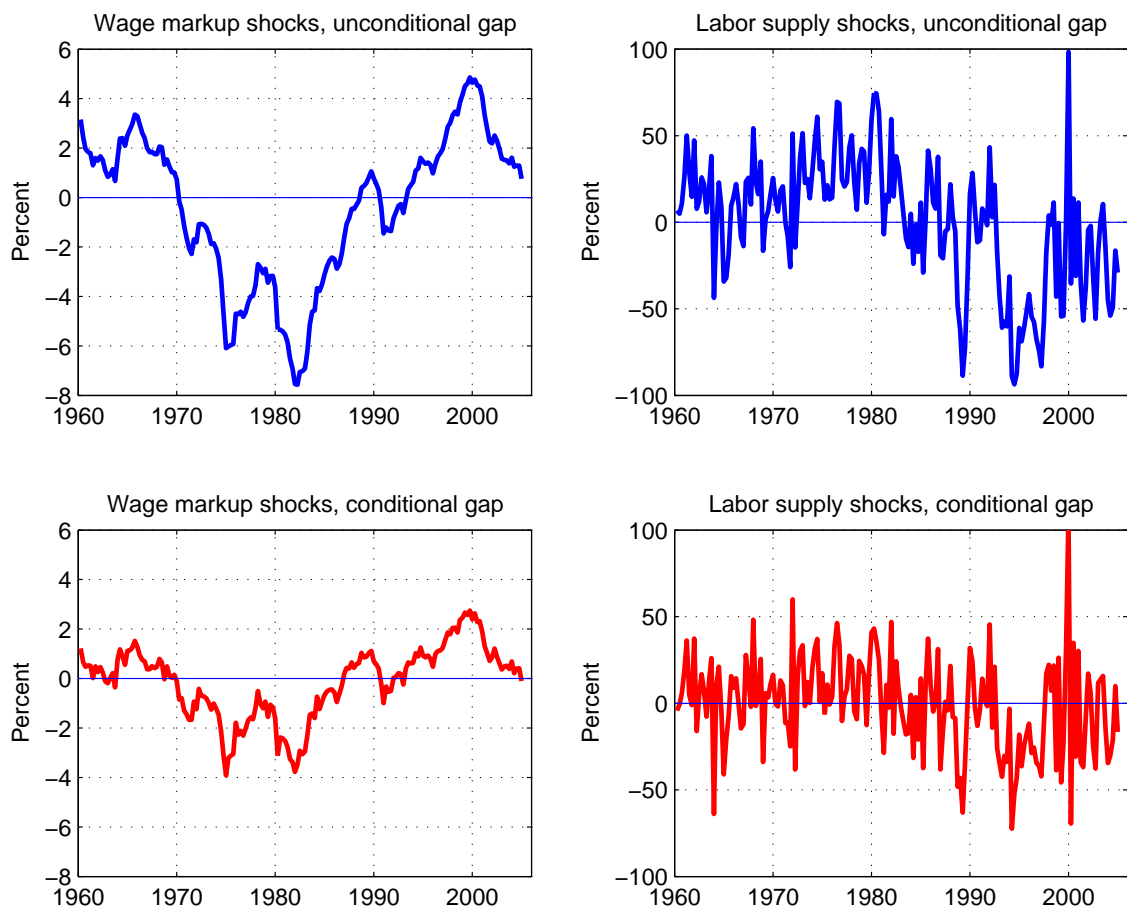 Wage markup shocks, unconditional gap
Percent
6
4
2
0
−2
−4
−6
−8
1960 1970 1980 1990 2000
Labor supply shocks, unconditional gap
Percent
100
50
0
−50
−100
1960 1970 1980 1990 2000
Wage markup shocks, conditional gap
Percent
6
4
2
0
−2
−4
−6
−8
1960 1970 1980 1990 2000
Labor supply shocks, conditional gap
Percent
100
50
0
−50
−100
1960 1970 1980 1990 2000